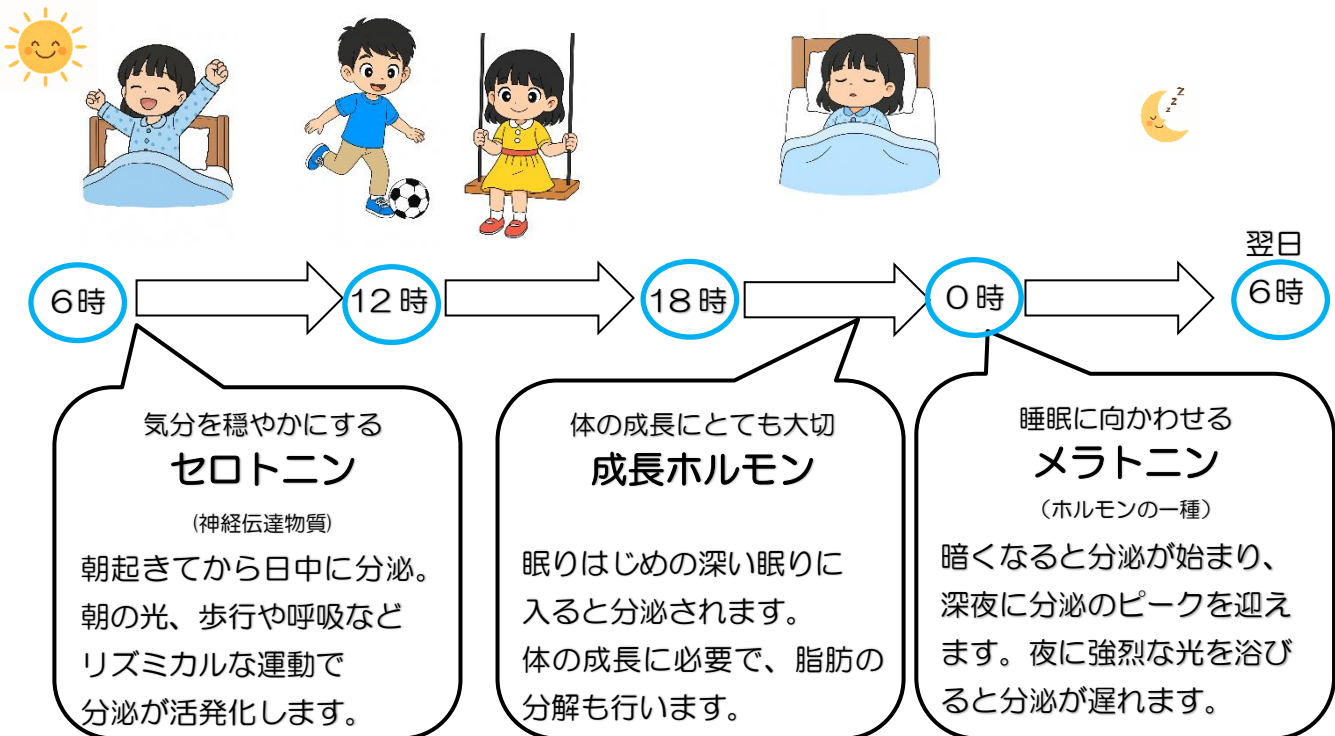 z
z
z
翌日
6時
12時
18時
0時
6時
気分を穏やかにする
セロトニン
(神経伝達物質)
朝起きてから日中に分泌。
朝の光、歩行や呼吸など
リズミカルな運動で
分泌が活発化します。
体の成長にとても大切
成長ホルモン
眠りはじめの深い眠りに
入ると分泌されます。
体の成長に必要で、脂肪の
分解も行います。
睡眠に向かわせる
メラトニン
(ホルモンの一種)
暗くなると分泌が始まり、
深夜に分泌のピークを迎え
ます。夜に強烈な光を浴び
ると分泌が遅れます。